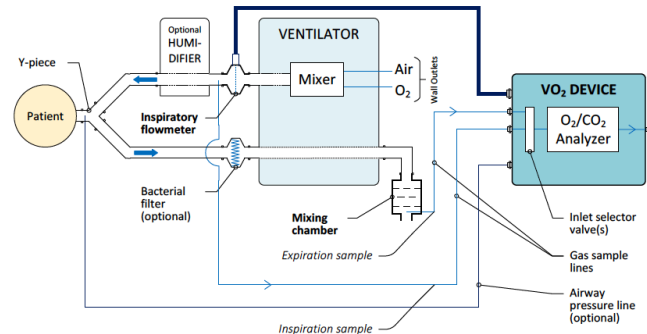 Optional
HUMI-
DIFIER
VENTILATOR
Y-piece
Mixer
Air
O₂
Wall Outlets
VO₂ DEVICE
Patient
Inspiratory
flowmeter
O₂/CO₂
Analyzer
Bacterial
filter
(optional)
Mixing
chamber
Inlet selector
valve(s)
Expiration sample
Gas sample
lines
Airway
pressure line
(optional)
Inspiration sample